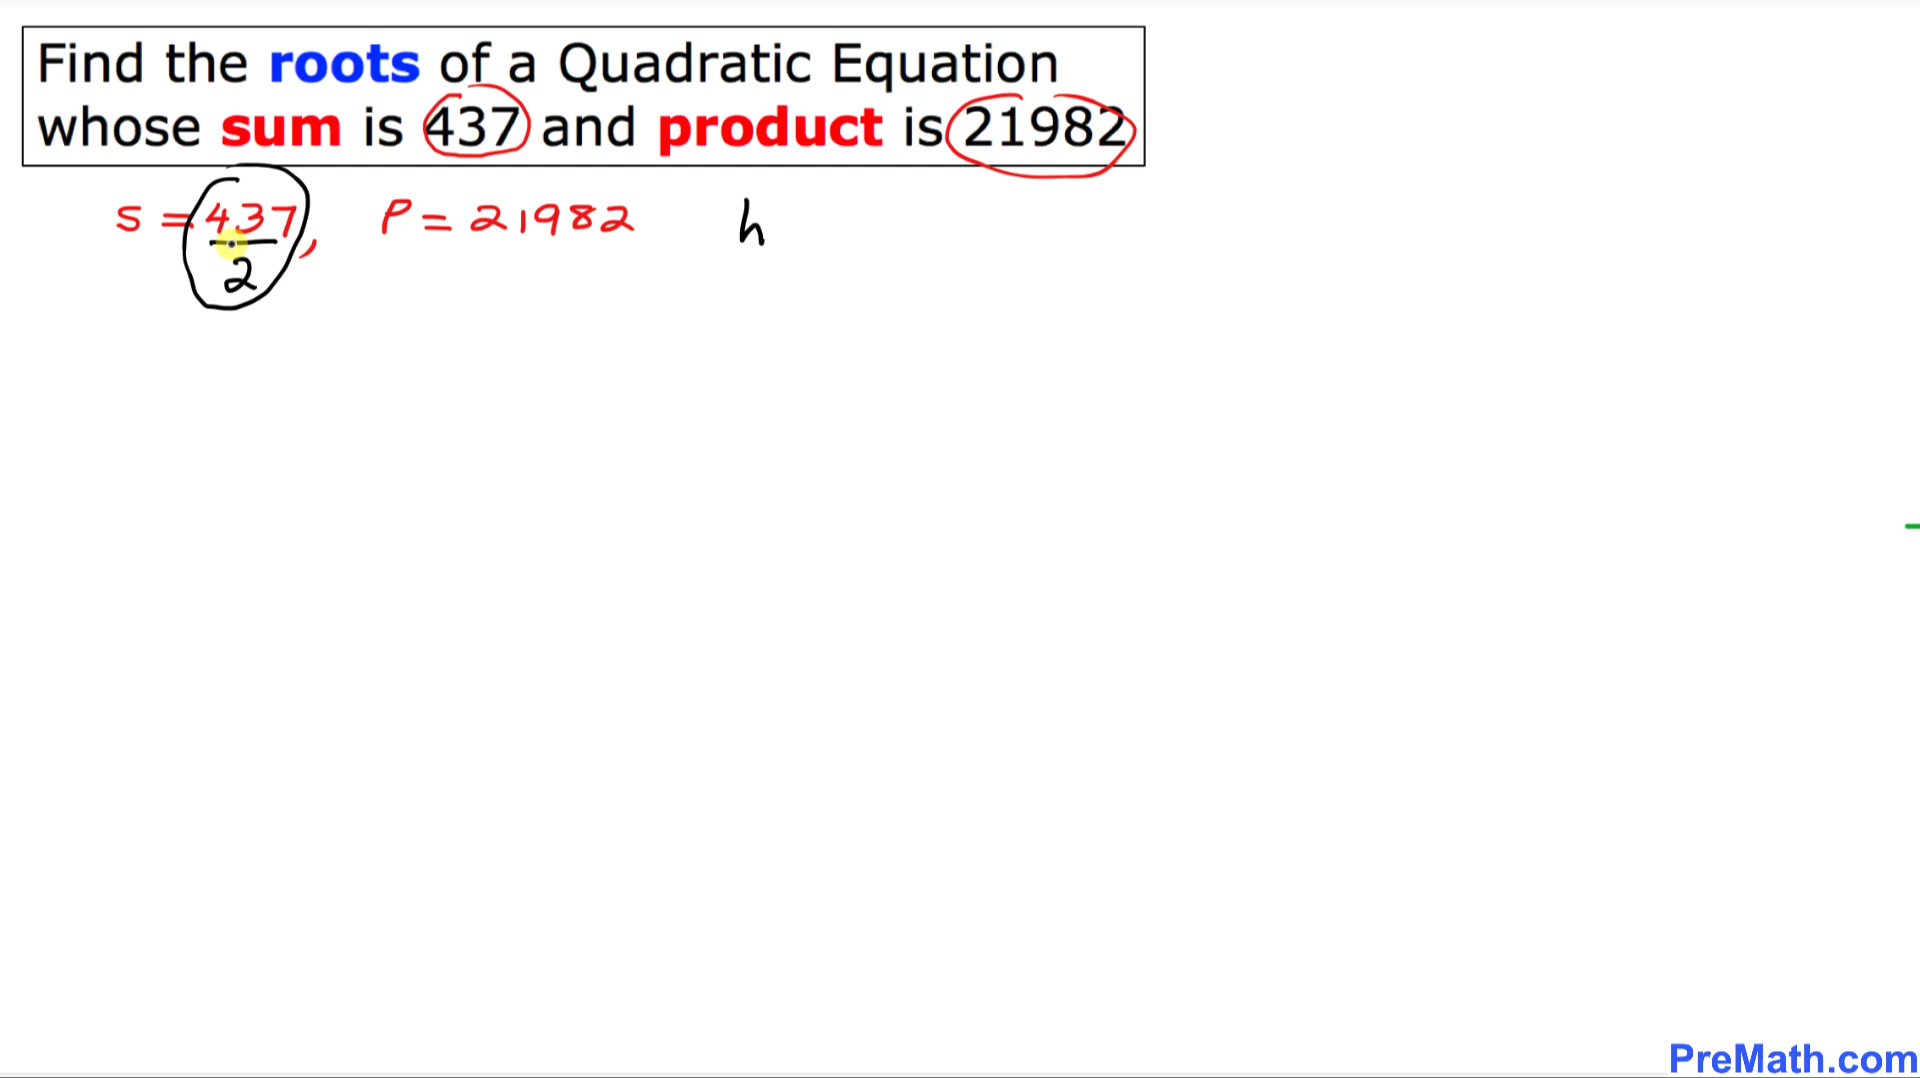 Find the roots of a Quadratic Equation
whose sum is 437 and product is 21982
S = 437/2, P = 21982 h
PreMath.com